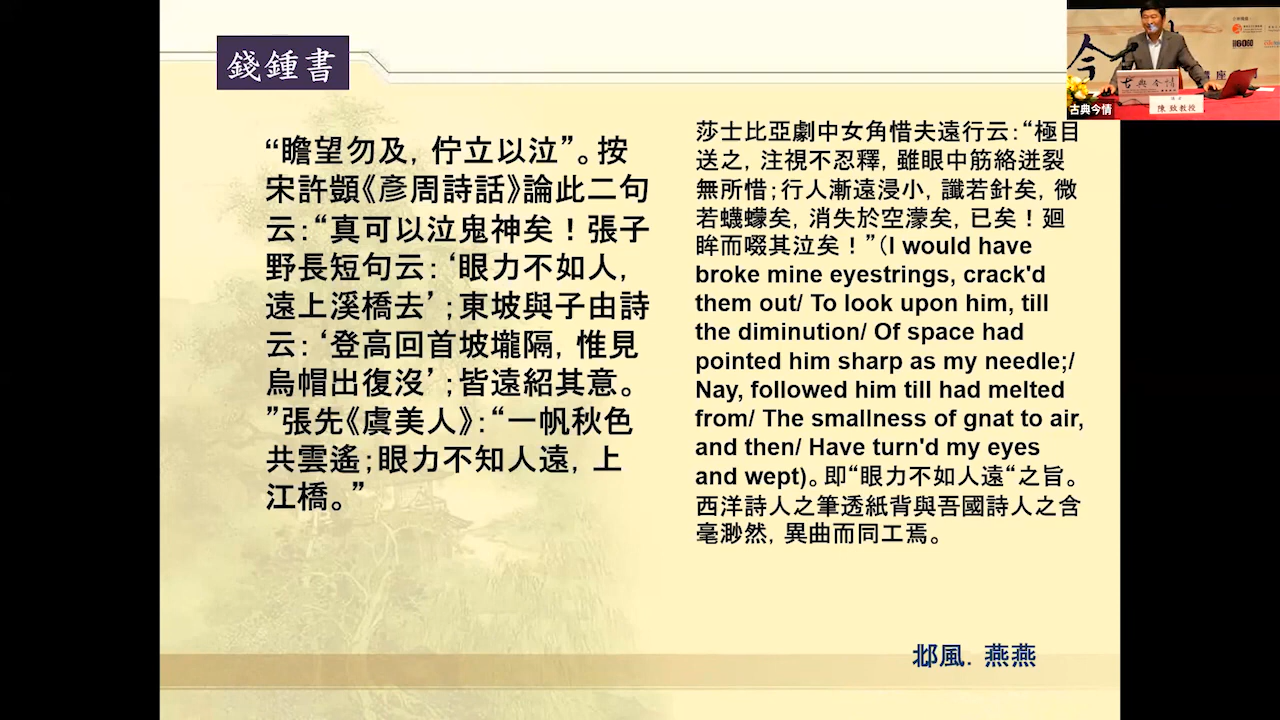 錢鍾書
“瞻望勿及, 佇立以泣”。按
宋許顗《彥周詩話》論此二句
云:“真可以泣鬼神矣！張子
野長短句云: ‘眼力不如人,
遠上溪橋去’;東坡與子由詩
云: ‘登高回首坡壠隔, 惟見
烏帽出復沒’;皆遠紹其意。
”張先《虞美人》:“一帆秋色
共雲遙;眼力不知人遠, 上
江橋。”
莎士比亞劇中女角惜夫遠行云:“極目
送之, 注視不忍釋, 雖眼中筋絡迸裂
無所惜;行人漸遠浸小, 讖若針矣, 微
若蠛蠓矣, 消失於空濛矣, 已矣！迴
眸而啜其泣矣！”(I would have
broke mine eyestrings, crack'd
them out/ To look upon him, till
the diminution/ Of space had
pointed him sharp as my needle;/
Nay, followed him till had melted
from/ The smallness of gnat to air,
and then/ Have turn'd my eyes
and wept)。即“眼力不如人遠“之旨。
西洋詩人之筆透紙背與吾國詩人之含
毫渺然, 異曲而同工焉。
邶風. 燕燕
今
古典今情
陳致教授
古典今情